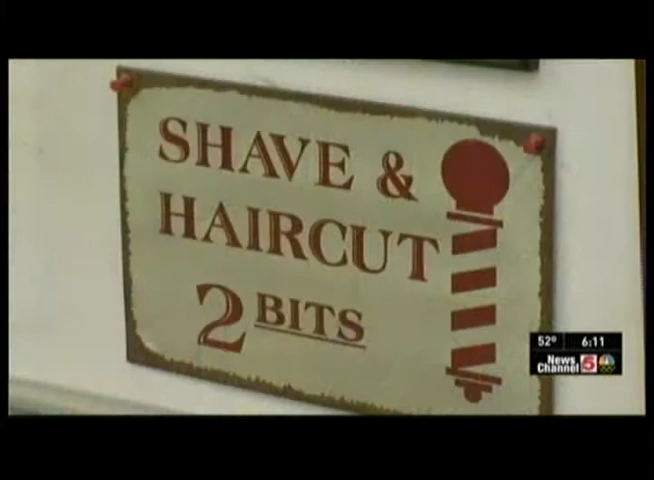 SHAVE &
HAIRCUT
2 BITS
52° 6:11
News
Channel 5